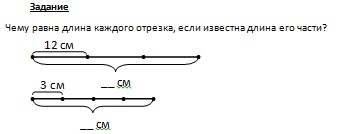 Задание
Чему равна длина каждого отрезка, если известна длина его части?
12 см
__ см
3 см
__ см